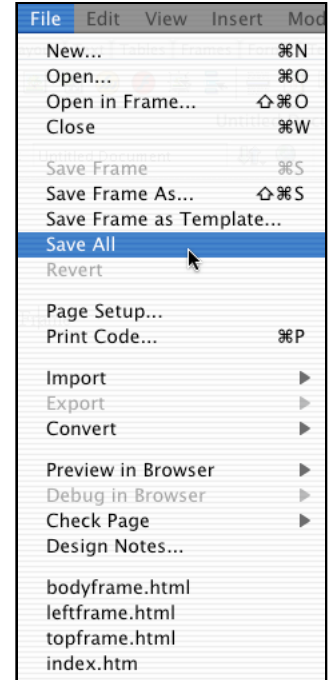 File Edit View Insert Mod
New... ⌘N
Open... ⌘O
Open in Frame... ⇧⌘O
Close ⌘W
Save Frame ⌘S
Save Frame As... ⇧⌘S
Save Frame as Template...
Save All
Revert
Page Setup...
Print Code... ⌘P
Import
Export
Convert
Preview in Browser
Debug in Browser
Check Page
Design Notes...
bodyframe.html
leftframe.html
topframe.html
index.htm